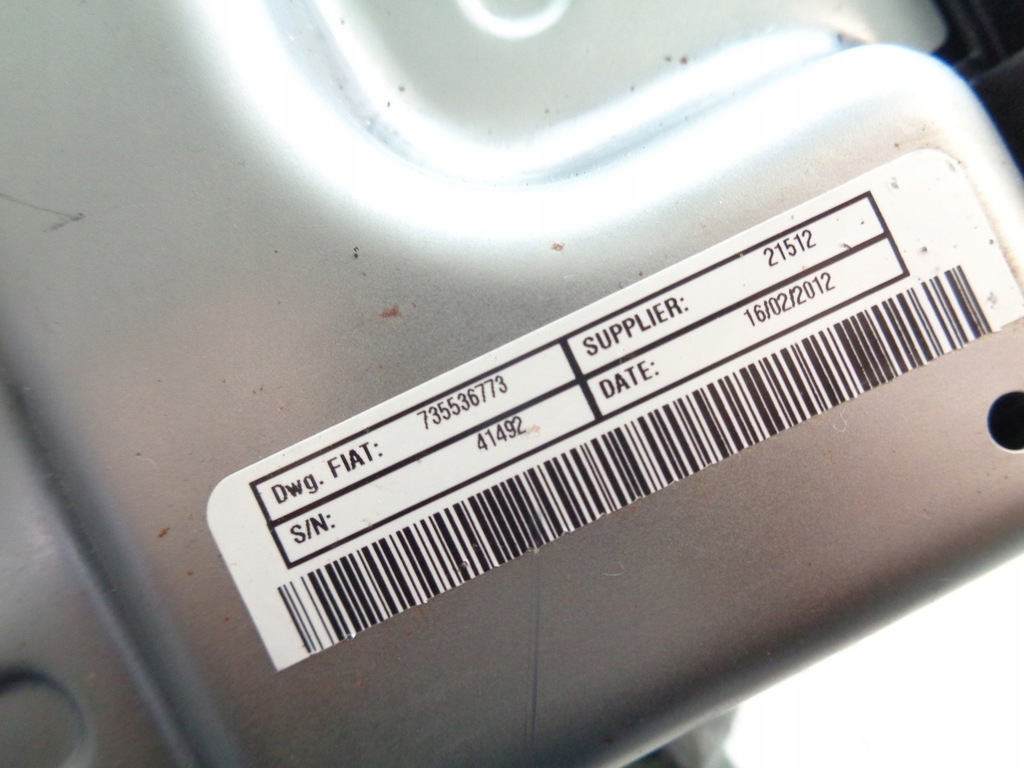 Dwg. FIAT: 735536773 SUPPLIER: 21512
S/N: 41492 DATE: 16/02/2012